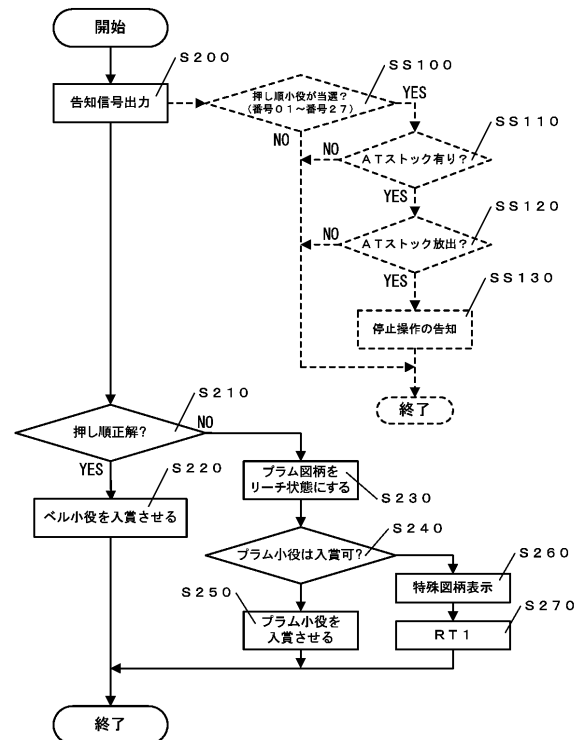 開始
S200
告知信号出力
SS100
押し順小役が当選?
(番号01～番号27)
YES
NO
SS110
ATストック有り?
NO
YES
SS120
ATストック放出?
NO
YES
SS130
停止操作の告知
終了
S210
押し順正解?
NO
YES
S220
ベル小役を入賞させる
プラム図柄を
リーチ状態にする
S230
S240
プラム小役は入賞可?
S260
特殊図柄表示
S250
プラム小役を
入賞させる
S270
RT1
終了